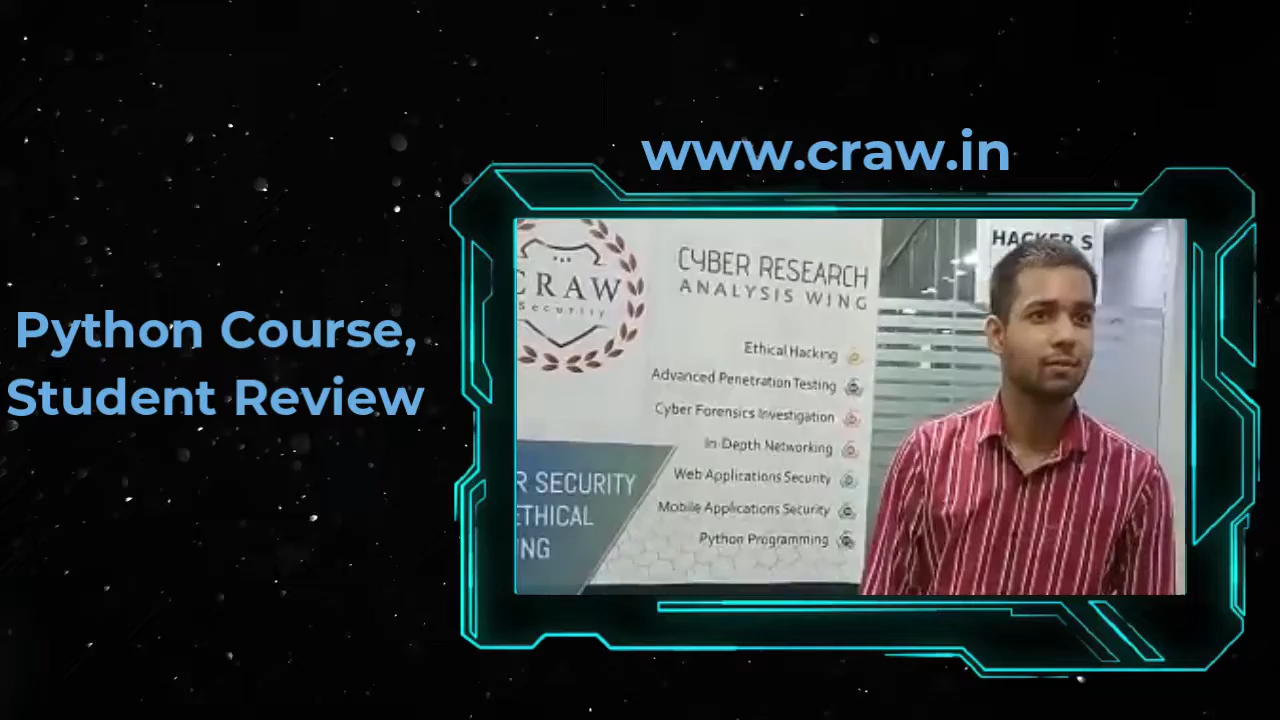 www.craw.in
Python Course,
Student Review
CRAW
Security
CYBER RESEARCH
ANALYSIS WING
HACKER S
Ethical Hacking
Advanced Penetration Testing
Cyber Forensics Investigation
In-Depth Networking
Web Applications Security
Mobile Applications Security
Python Programming
R SECURITY
ETHICAL
ING